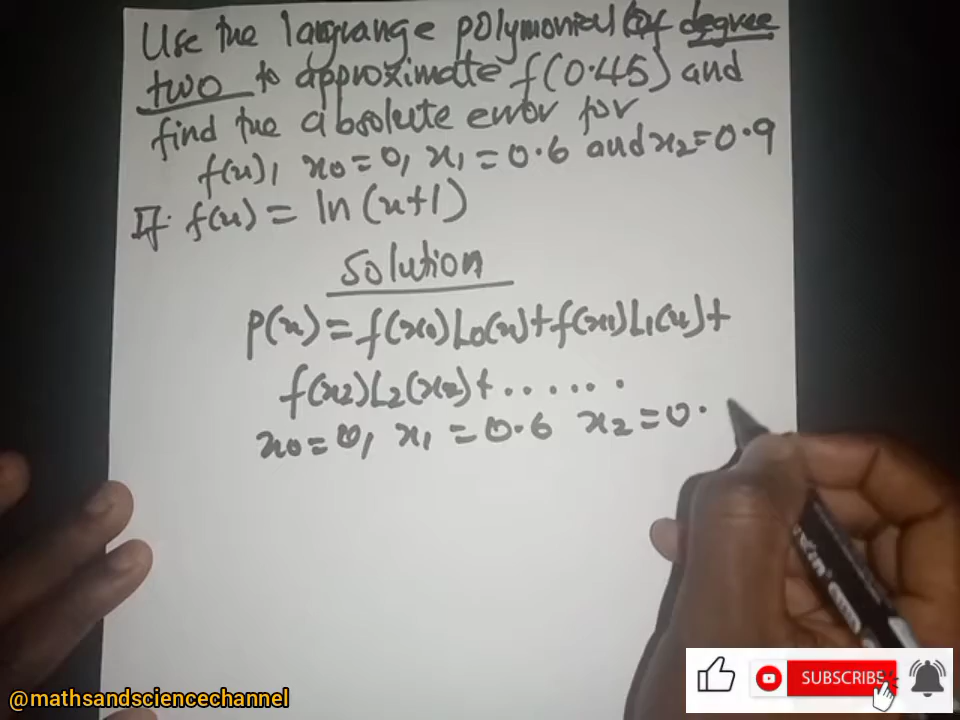 Use the langrange polymonial of degree
two to approximate f(0.45) and
find the absolute error for
f(x), x0=0, x1=0.6 and x2=0.9
If f(x) = ln(x+1)
Solution
P(x) = f(x0)L0(x)+f(x1)L1(x)+
f(x2)L2(x2)+......
x0=0, x1=0.6 x2=0.
SUBSCRIBE
@mathsandsciencechannel